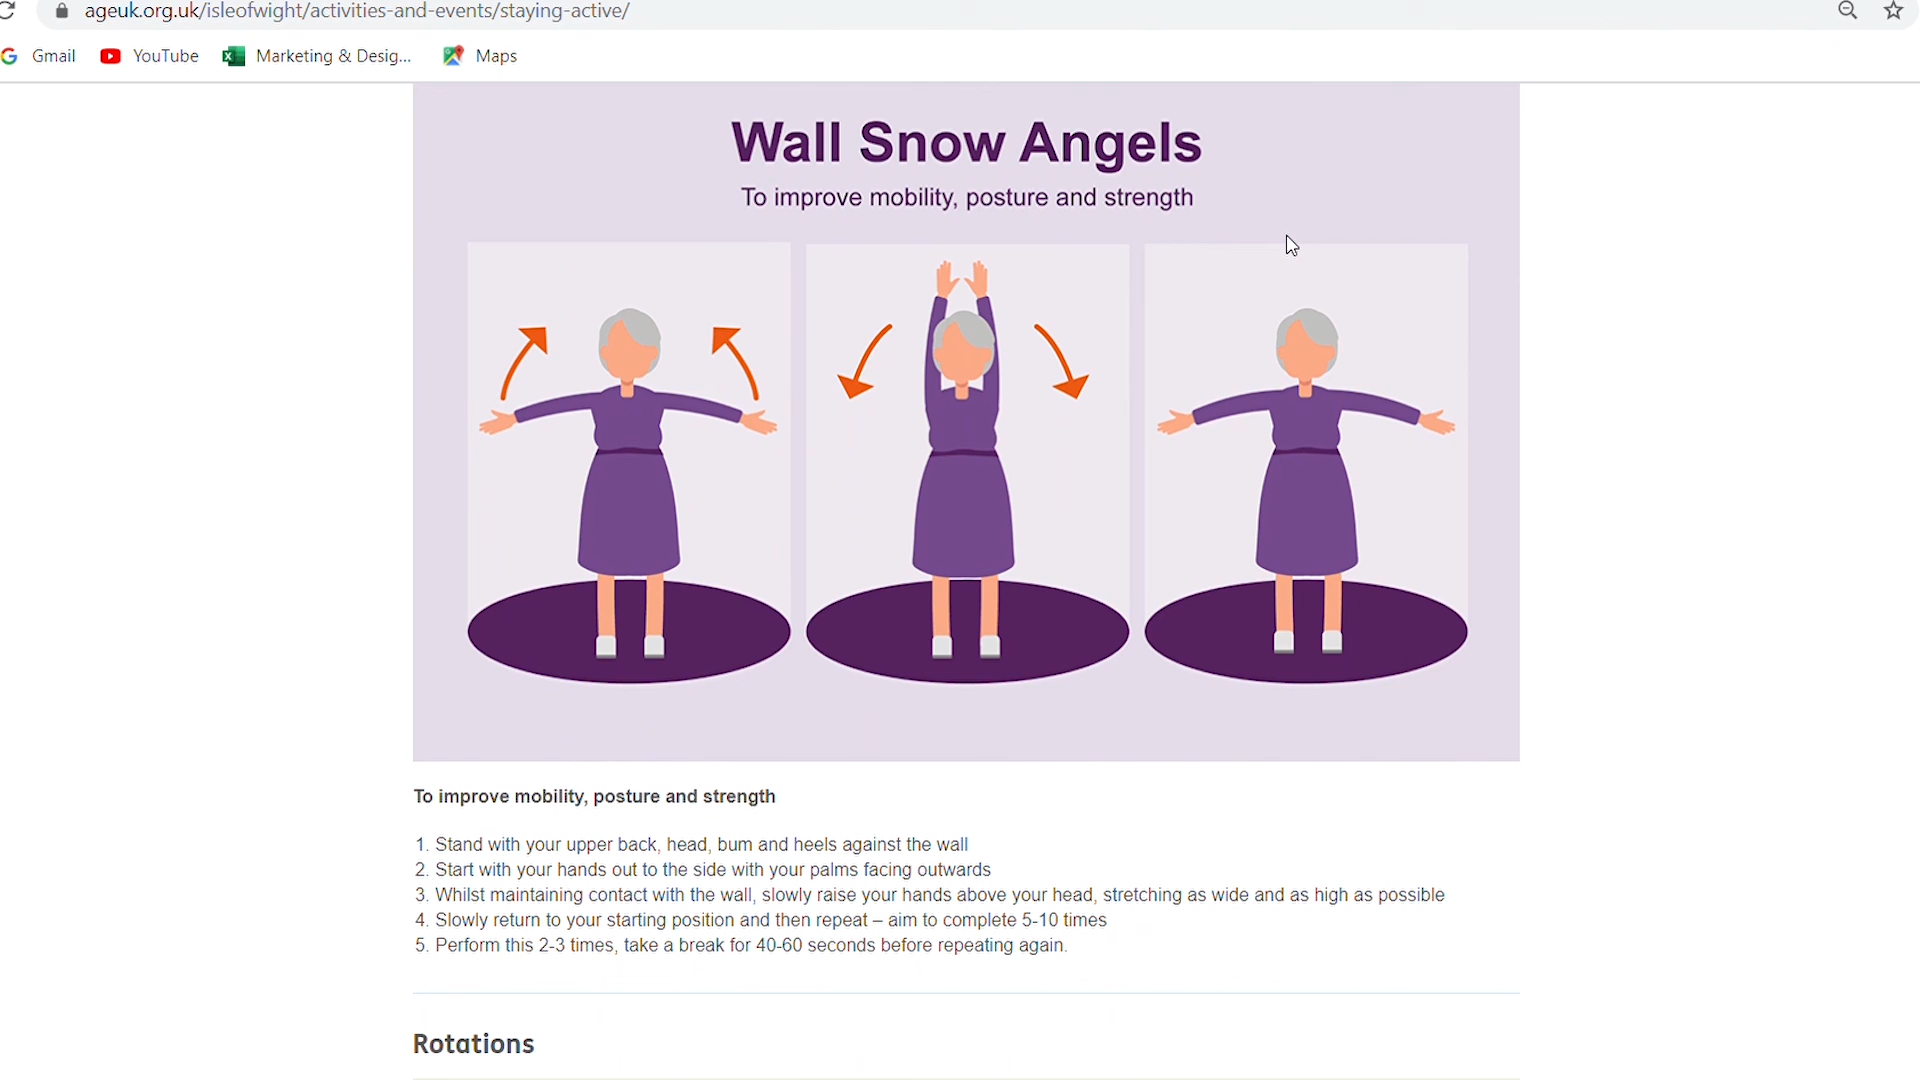 ageuk.org.uk/isleofwight/activities-and-events/staying-active/
Gmail YouTube Marketing & Desig... Maps
Wall Snow Angels
To improve mobility, posture and strength
To improve mobility, posture and strength
1. Stand with your upper back, head, bum and heels against the wall
2. Start with your hands out to the side with your palms facing outwards
3. Whilst maintaining contact with the wall, slowly raise your hands above your head, stretching as wide and as high as possible
4. Slowly return to your starting position and then repeat – aim to complete 5-10 times
5. Perform this 2-3 times, take a break for 40-60 seconds before repeating again.
Rotations